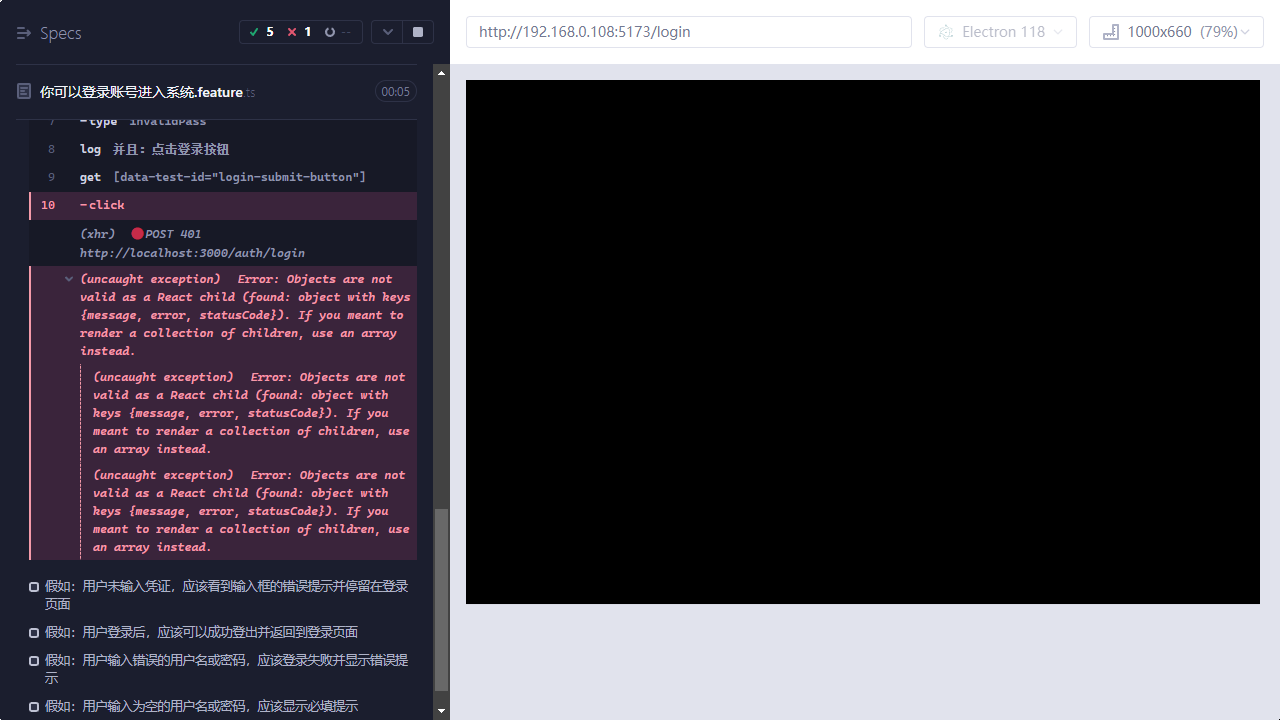 Specs
5
1
--
http://192.168.0.108:5173/login
Electron 118
1000x660 (79%)
你可以登录账号进入系统.feature.ts
00:05
7 -type invalidPass
8 log 并且：点击登录按钮
9 get [data-test-id="login-submit-button"]
10 -click
(xhr) POST 401
http://localhost:3000/auth/login
(uncaught exception) Error: Objects are not
valid as a React child (found: object with keys
{message, error, statusCode}). If you meant to
render a collection of children, use an array
instead.
(uncaught exception) Error: Objects are not
valid as a React child (found: object with
keys {message, error, statusCode}). If you
meant to render a collection of children, use
an array instead.
(uncaught exception) Error: Objects are not
valid as a React child (found: object with
keys {message, error, statusCode}). If you
meant to render a collection of children, use
an array instead.
假如：用户未输入凭证，应该看到输入框的错误提示并停留在登录
页面
假如：用户登录后，应该可以成功登出并返回到登录页面
假如：用户输入错误的用户名或密码，应该登录失败并显示错误提
示
假如：用户输入为空的用户名或密码，应该显示必填提示